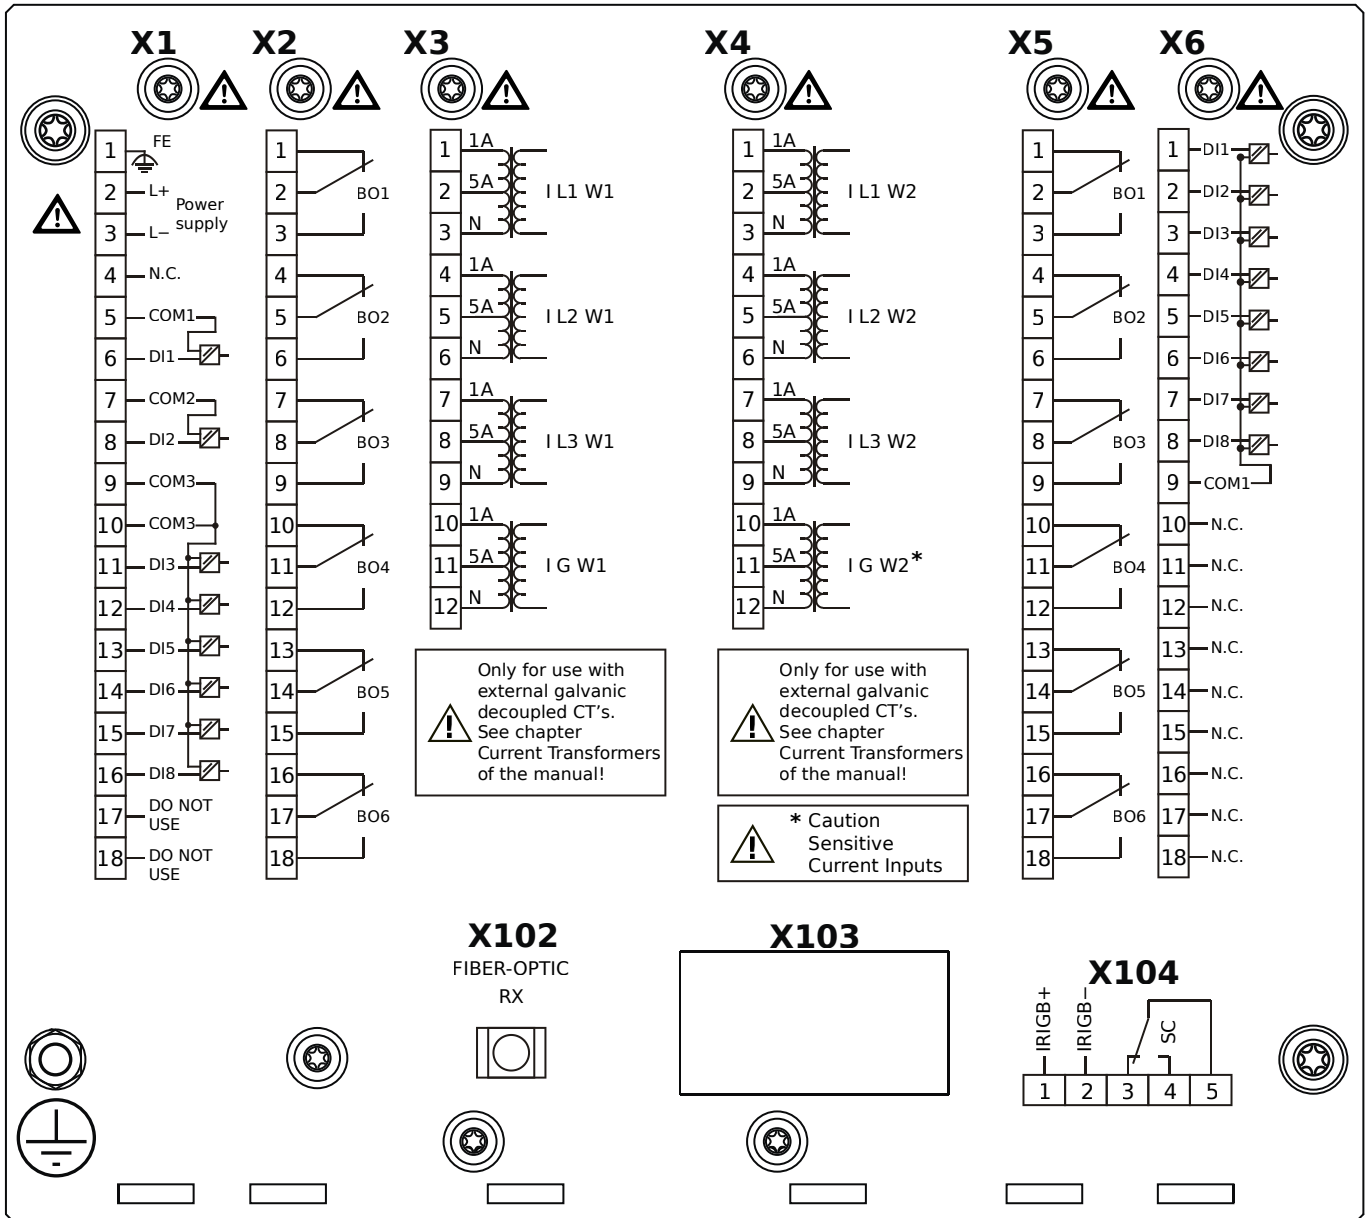 X1 X2 X3 X4 X5 X6
1 FE
2 L+
Power
supply
3 L−
4 N.C.
5 COM1
6 DI1
7 COM2
8 DI2
9 COM3
10 COM3
11 DI3
12 DI4
13 DI5
14 DI6
15 DI7
16 DI8
17 DO NOT
USE
18 DO NOT
USE
1
2 BO1
3
4
5 BO2
6
7
8 BO3
9
10
11 BO4
12
13
14 BO5
15
16
17 BO6
18
1 1A
2 5A I L1 W1
3 N
4 1A
5 5A I L2 W1
6 N
7 1A
8 5A I L3 W1
9 N
10 1A
11 5A I G W1
12 N
Only for use with
external galvanic
decoupled CT's.
See chapter
Current Transformers
of the manual!
1 1A
2 5A I L1 W2
3 N
4 1A
5 5A I L2 W2
6 N
7 1A
8 5A I L3 W2
9 N
10 1A
11 5A I G W2*
12 N
Only for use with
external galvanic
decoupled CT's.
See chapter
Current Transformers
of the manual!
* Caution
Sensitive
Current Inputs
1
2 BO1
3
4
5 BO2
6
7
8 BO3
9
10
11 BO4
12
13
14 BO5
15
16
17 BO6
18
1 DI1
2 DI2
3 DI3
4 DI4
5 DI5
6 DI6
7 DI7
8 DI8
9 COM1
10 N.C.
11 N.C.
12 N.C.
13 N.C.
14 N.C.
15 N.C.
16 N.C.
17 N.C.
18 N.C.
X102
FIBER-OPTIC
RX
X103
X104
IRIGB+
IRIGB−
SC
1 2 3 4 5